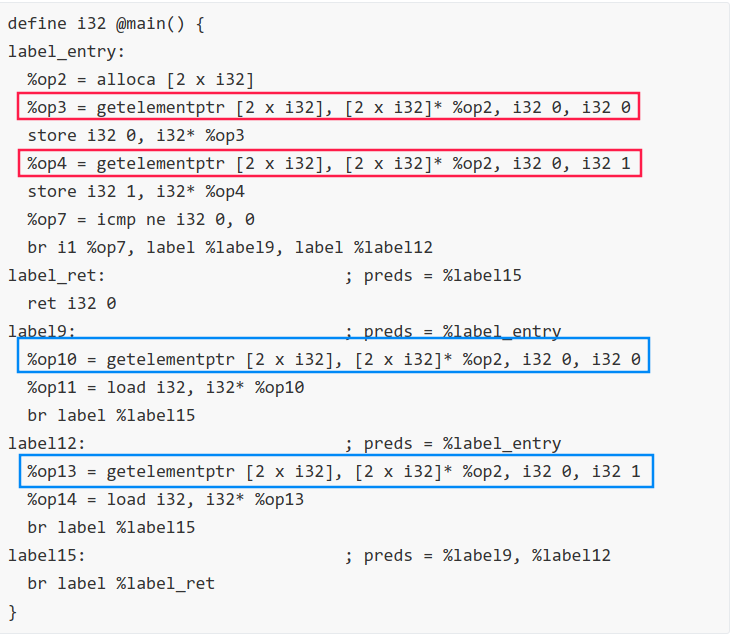 define i32 @main() {
label_entry:
  %op2 = alloca [2 x i32]
  %op3 = getelementptr [2 x i32], [2 x i32]* %op2, i32 0, i32 0
  store i32 0, i32* %op3
  %op4 = getelementptr [2 x i32], [2 x i32]* %op2, i32 0, i32 1
  store i32 1, i32* %op4
  %op7 = icmp ne i32 0, 0
  br i1 %op7, label %label9, label %label12
label_ret:                         ; preds = %label15
  ret i32 0
label9:                            ; preds = %label_entry
  %op10 = getelementptr [2 x i32], [2 x i32]* %op2, i32 0, i32 0
  %op11 = load i32, i32* %op10
  br label %label15
label12:                           ; preds = %label_entry
  %op13 = getelementptr [2 x i32], [2 x i32]* %op2, i32 0, i32 1
  %op14 = load i32, i32* %op13
  br label %label15
label15:                           ; preds = %label9, %label12
  br label %label_ret
}